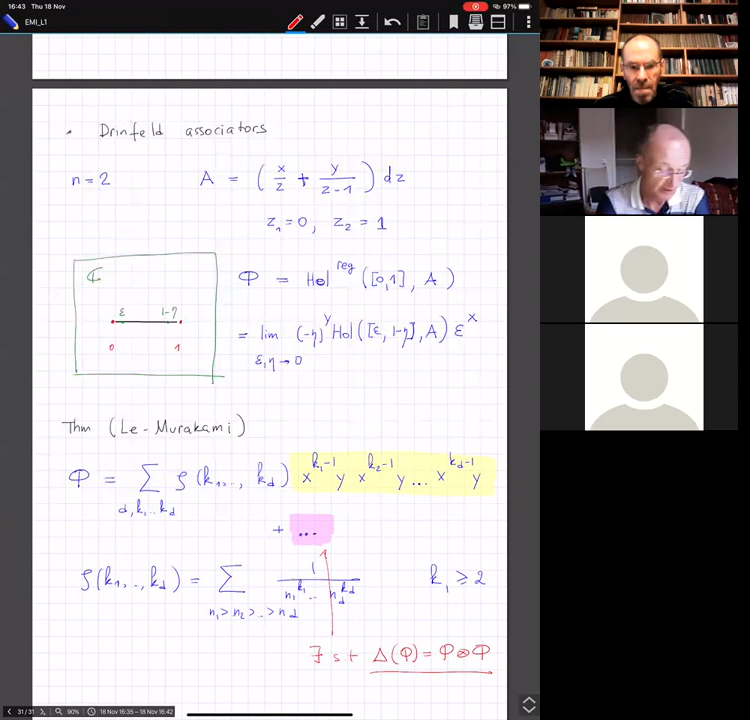 16:43 Thu 18 Nov
97%
EMI_L1
• Drinfeld associators
n = 2 A = (x/z + y/(z-1)) dz
z₁ = 0, z₂ = 1
ℂ
ε 1-η
0 1
Φ = Hol^reg ([0,1], A)
= lim_{ε,η → 0} (-η)^y Hol([ε, 1-η], A) ε^x
Thm (Le-Murakami)
Φ = Σ_{d,k₁..k_d} ζ(k₁,.., k_d) x^{k₁-1} y x^{k₂-1} y ... x^{k_d-1} y
+ ...
ζ(k₁,.., k_d) = Σ_{n₁>n₂>..>n_d} 1/(n₁^{k₁}.. n_d^{k_d}) k₁ ≥ 2
∃ s.t Δ(Φ) = Φ⊗Φ
31/31 90% 18 Nov 16:35 – 18 Nov 16:42